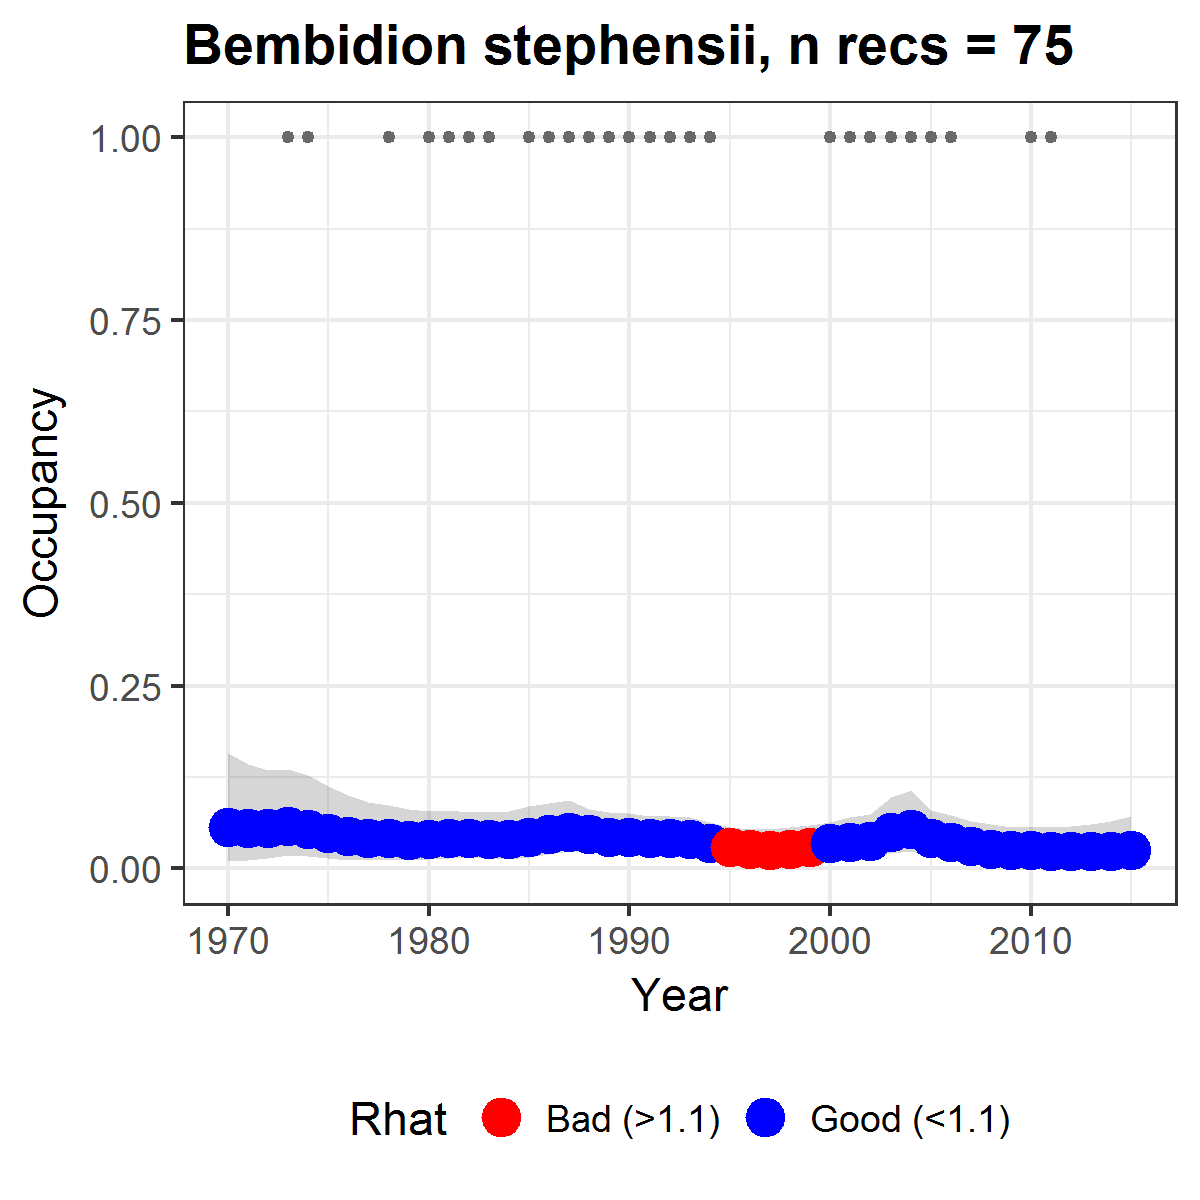 Bembidion stephensii, n recs = 75
1.00
0.75
0.50
0.25
0.00
Occupancy
1970 1980 1990 2000 2010
Year
Rhat Bad (>1.1) Good (<1.1)